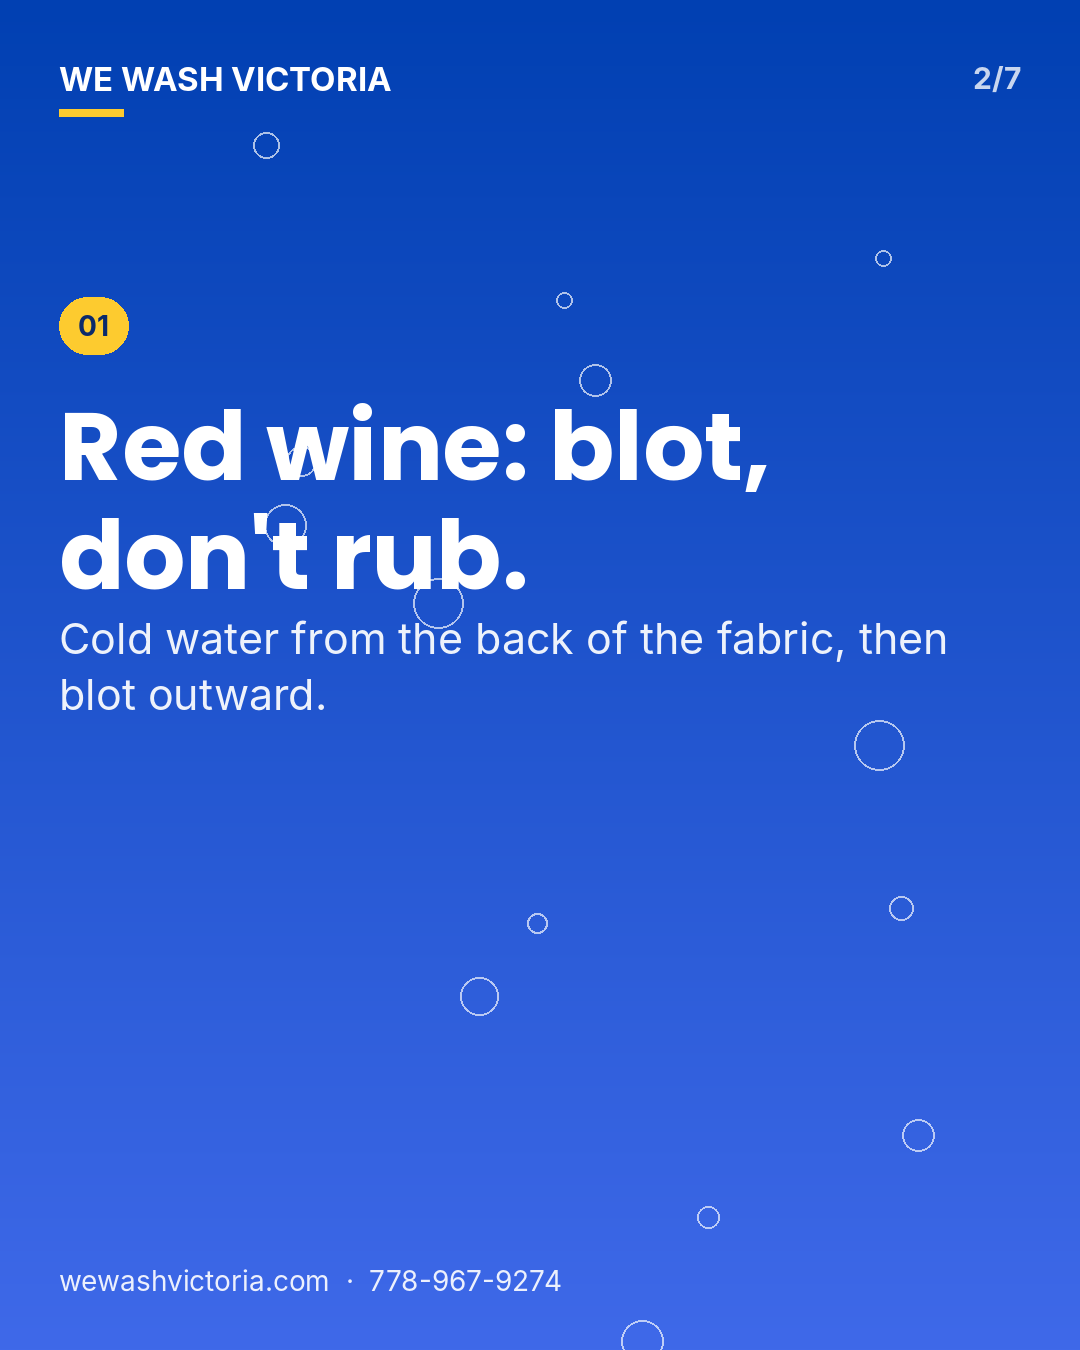 WE WASH VICTORIA
2/7
01
Red wine: blot,
don't rub.
Cold water from the back of the fabric, then
blot outward.
wewashvictoria.com · 778-967-9274